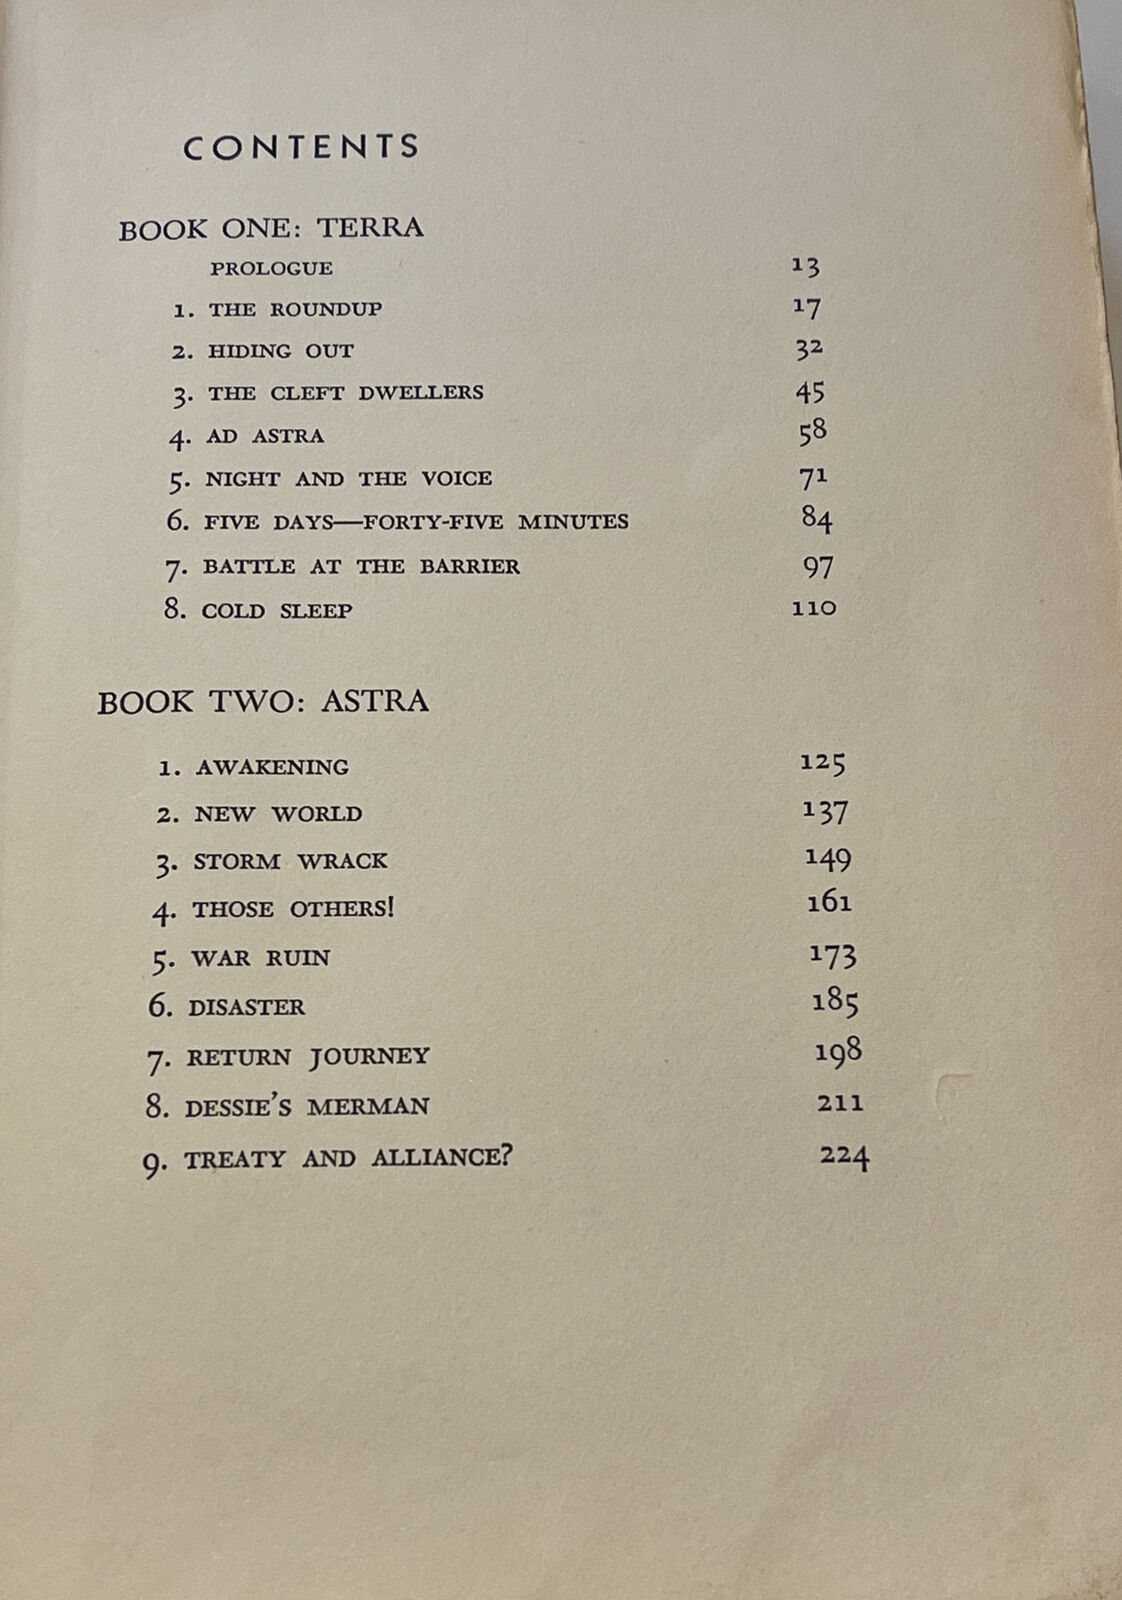 CONTENTS
BOOK ONE: TERRA
PROLOGUE 13
1. THE ROUNDUP 17
2. HIDING OUT 32
3. THE CLEFT DWELLERS 45
4. AD ASTRA 58
5. NIGHT AND THE VOICE 71
6. FIVE DAYS—FORTY-FIVE MINUTES 84
7. BATTLE AT THE BARRIER 97
8. COLD SLEEP 110
BOOK TWO: ASTRA
1. AWAKENING 125
2. NEW WORLD 137
3. STORM WRACK 149
4. THOSE OTHERS! 161
5. WAR RUIN 173
6. DISASTER 185
7. RETURN JOURNEY 198
8. DESSIE'S MERMAN 211
9. TREATY AND ALLIANCE? 224